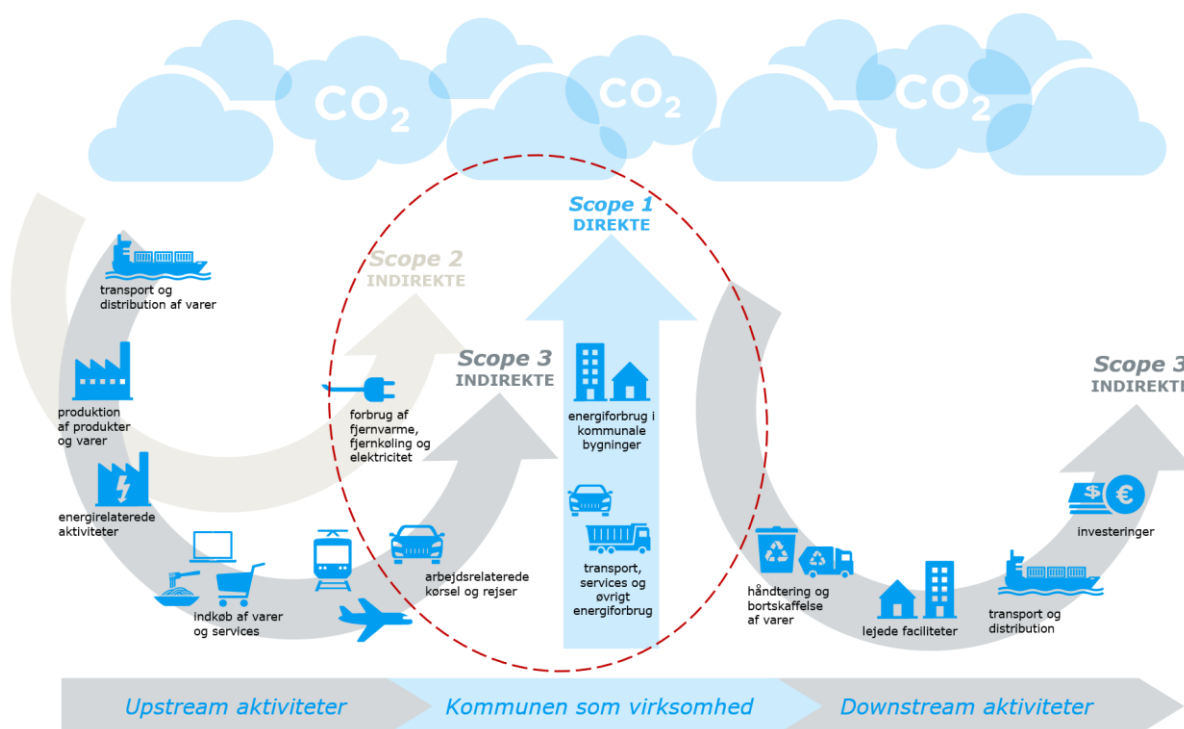 CO2
CO2
CO2
Scope 1
DIREKTE
Scope 2
INDIREKTE
transport og
distribution af varer
Scope 3
INDIREKTE
Scope 3
INDIREKTE
produktion
af produkter
og varer
forbrug af
fjernvarme,
fjernkøling og
elektricitet
energiforbrug i
kommunale
bygninger
energirelaterede
aktiviteter
$ €
investeringer
indkøb af varer
og services
arbejdsrelaterede
kørsel og rejser
transport,
services og
øvrigt
energiforbrug
håndtering og
bortskaffelse
af varer
lejede faciliteter
transport og
distribution
Upstream aktiviteter
Kommunen som virksomhed
Downstream aktiviteter